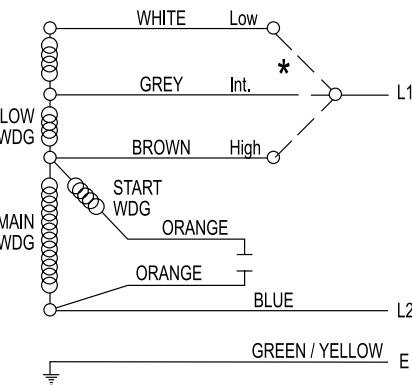 WHITE Low
*
GREY Int.
L1
LOW
WDG
BROWN High
START
WDG
MAIN
WDG
ORANGE
ORANGE
BLUE
L2
GREEN / YELLOW
E